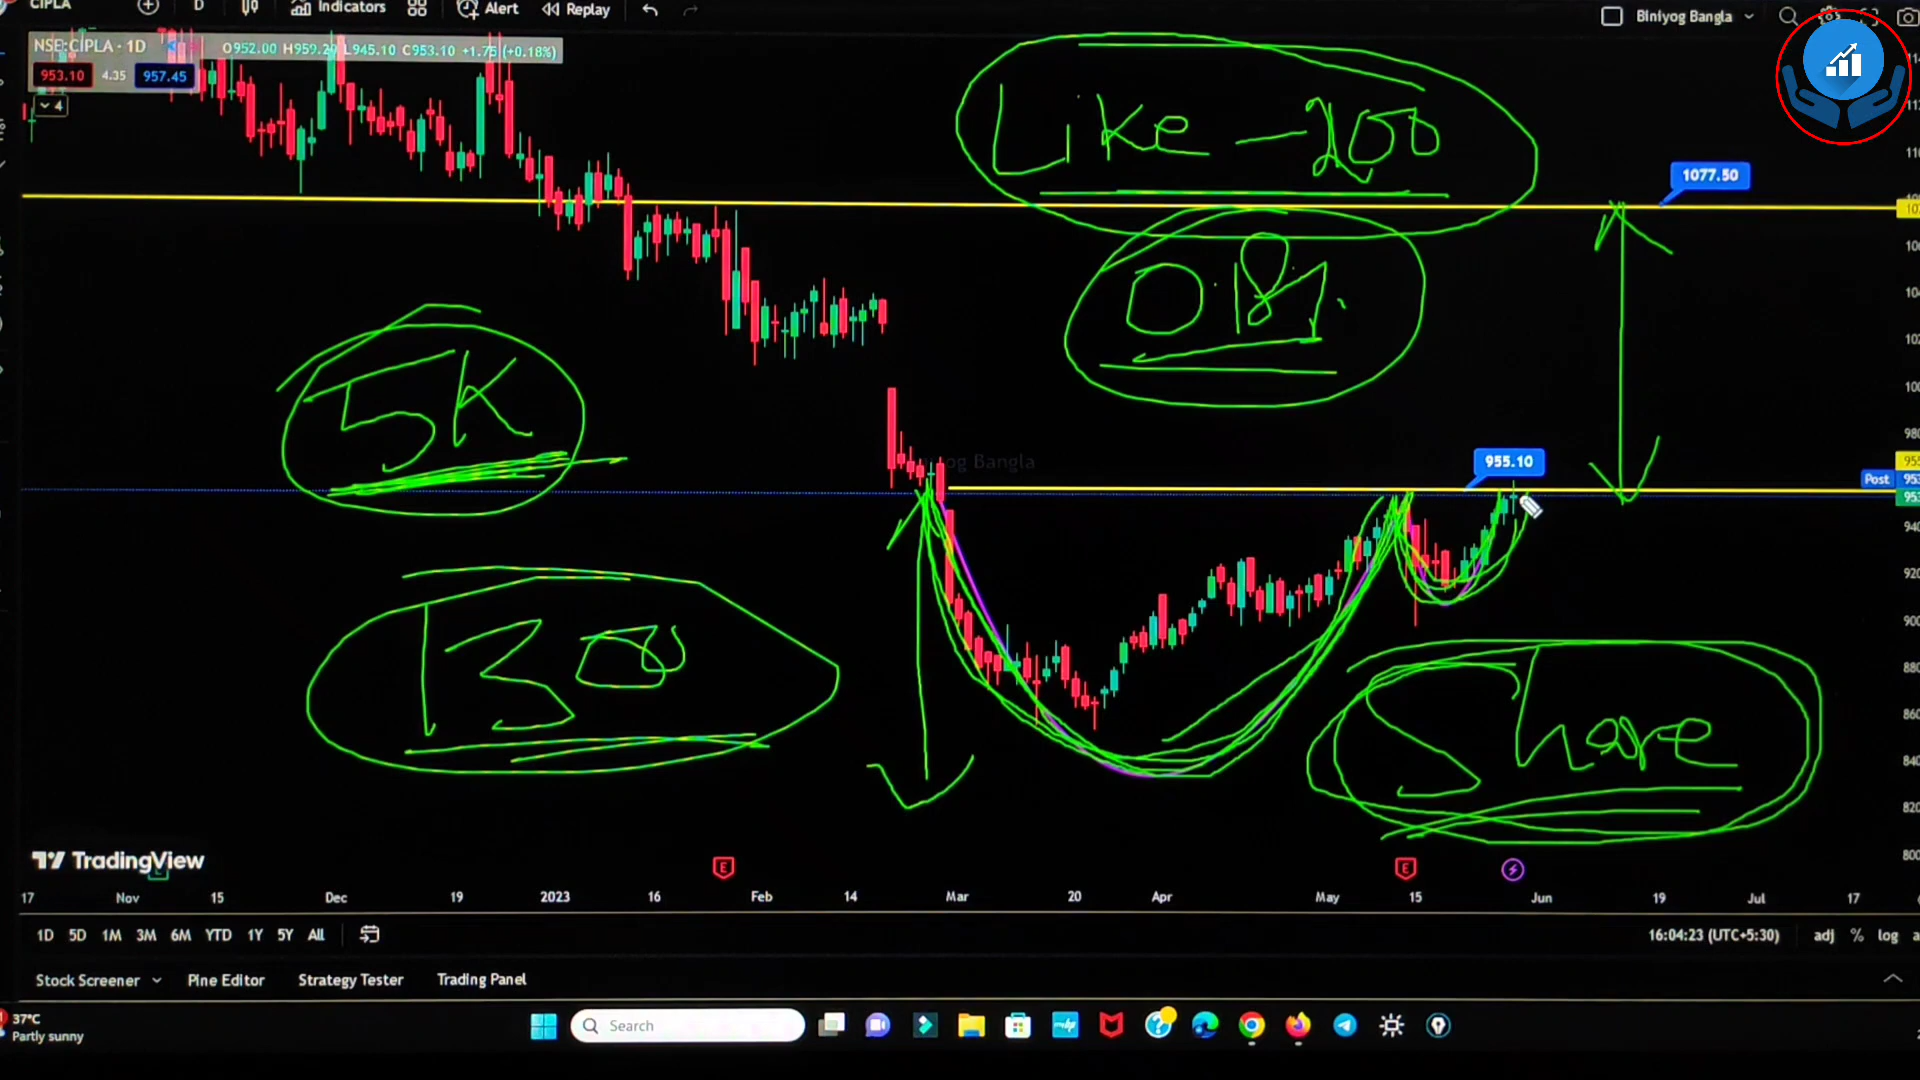 CIPLA
D
Indicators
Alert
Replay
Biniyog Bangla
NSE:CIPLA · 1D
O952.00 H959.20 L945.10 C953.10 +1.75 (+0.18%)
953.10 4.35 957.45
4
Like - 200
1077.50
5K
955.10
Post
1300
Share
TradingView
17 Nov 15 Dec 19 2023 16 Feb 14 Mar 20 Apr May 15 Jun 19 Jul 17
1D 5D 1M 3M 6M YTD 1Y 5Y All
16:04:23 (UTC+5:30) adj % log
Stock Screener Pine Editor Strategy Tester Trading Panel
37°C
Partly sunny
Search